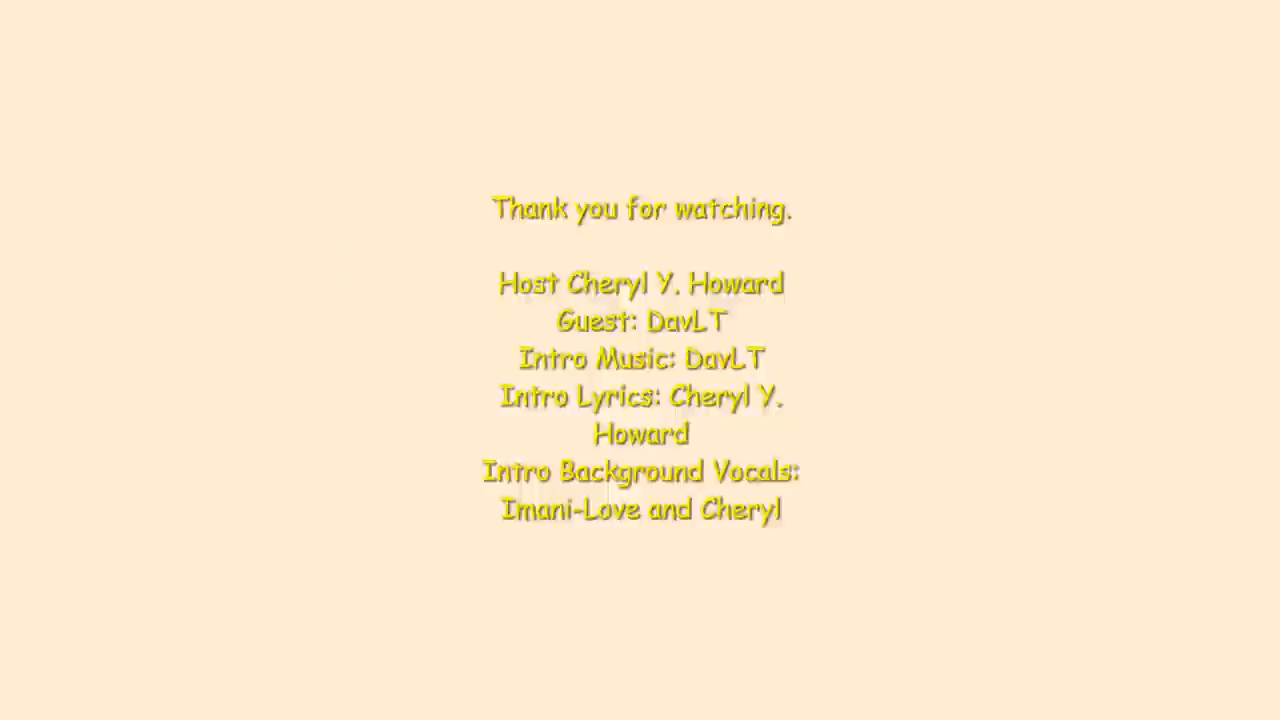 Thank you for watching.
Host Cheryl Y. Howard
Guest: DavLT
Intro Music: DavLT
Intro Lyrics: Cheryl Y.
Howard
Intro Background Vocals:
Imani-Love and Cheryl